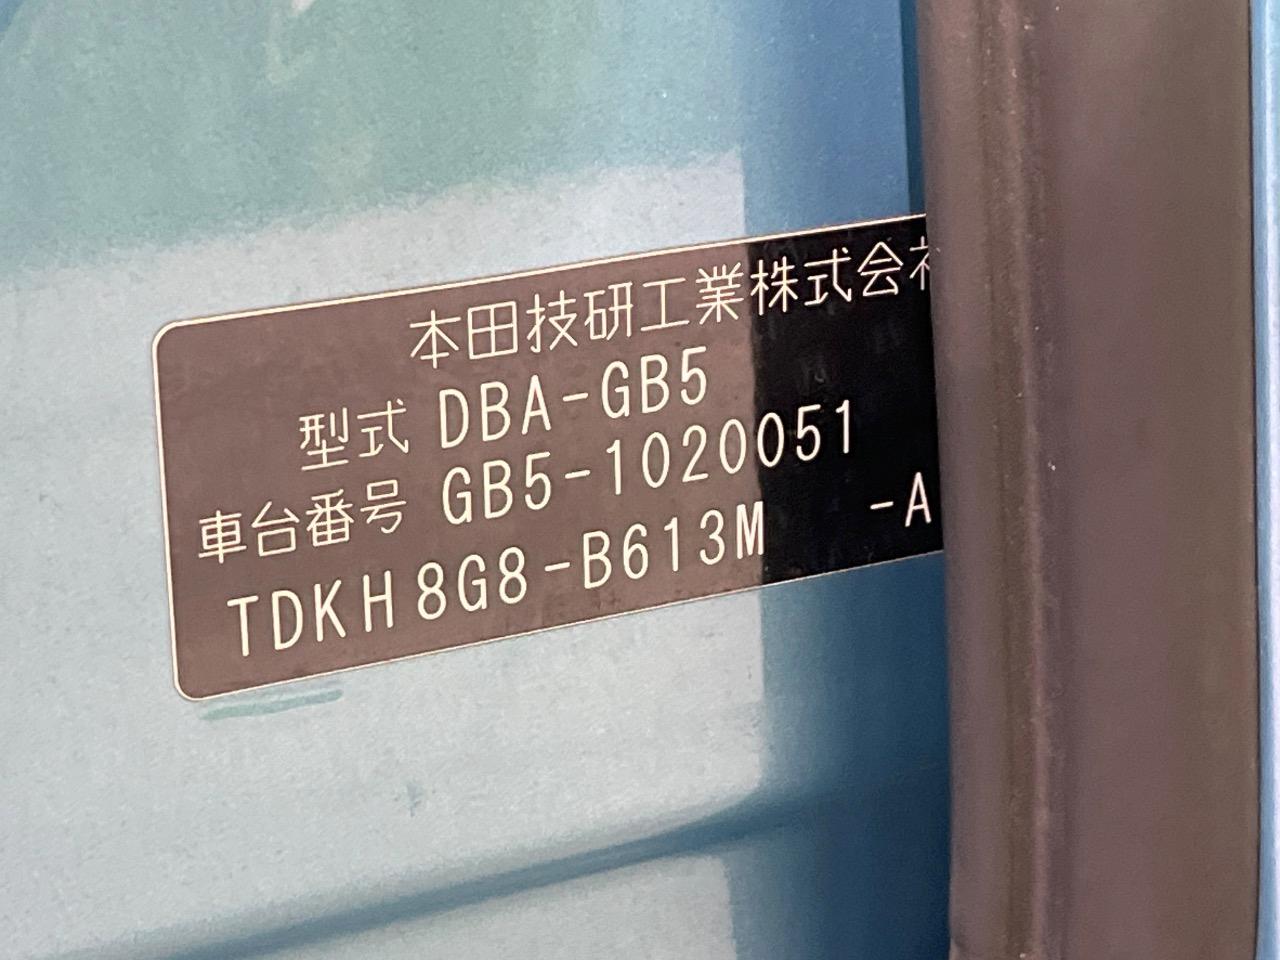 本田技研工業株式会社
型式 DBA-GB5
車台番号 GB5-1020051
TDKH8G8-B613M -A